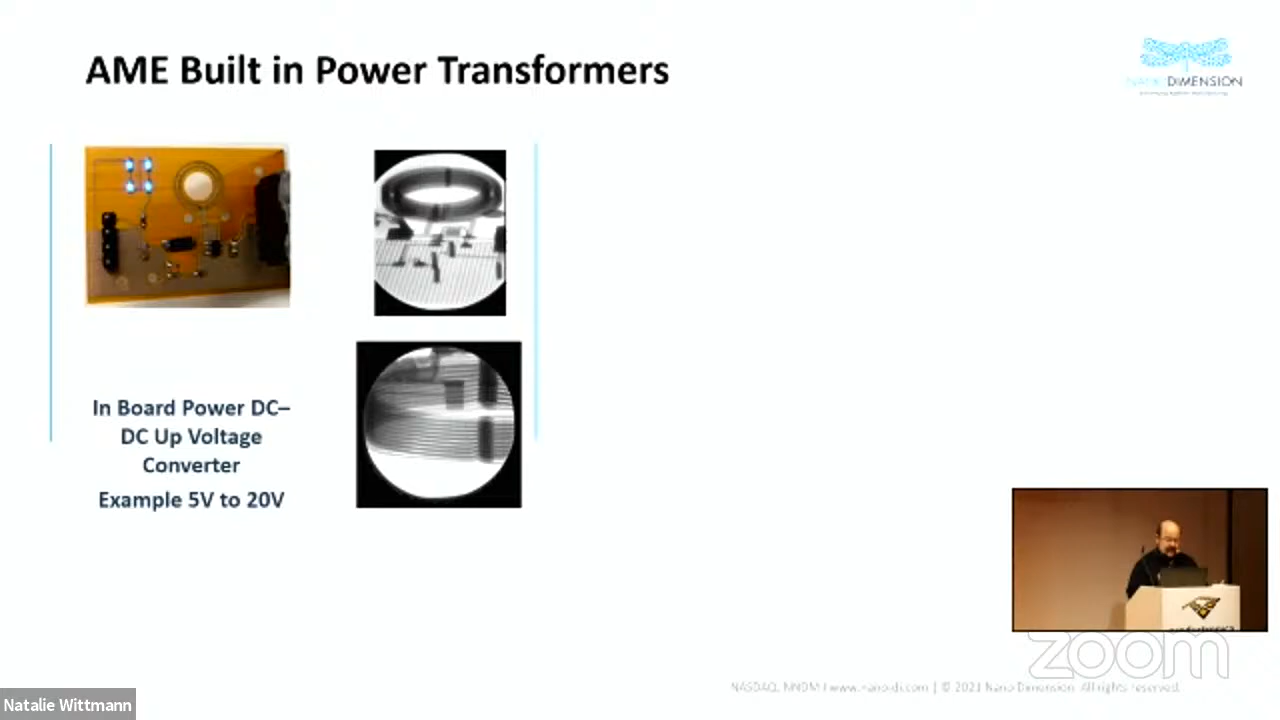 AME Built in Power Transformers
NANO DIMENSION
In Board Power DC–
DC Up Voltage
Converter
Example 5V to 20V
zoom
NASDAQ. NNDM I www.nano-di.com | © 2021 Nano Dimension. All rights reserved.
Natalie Wittmann